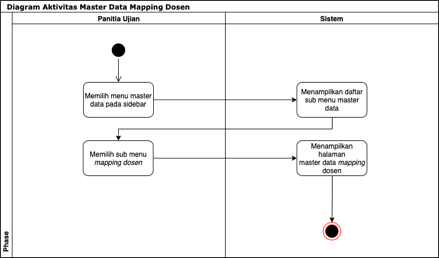 Diagram Aktivitas Master Data Mapping Dosen
Panitia Ujian
Sistem
Memilih menu master
data pada sidebar
Menampilkan daftar
sub menu master
data
Memilih sub menu
mapping dosen
Menampilkan
halaman
master data mapping
dosen
Phase